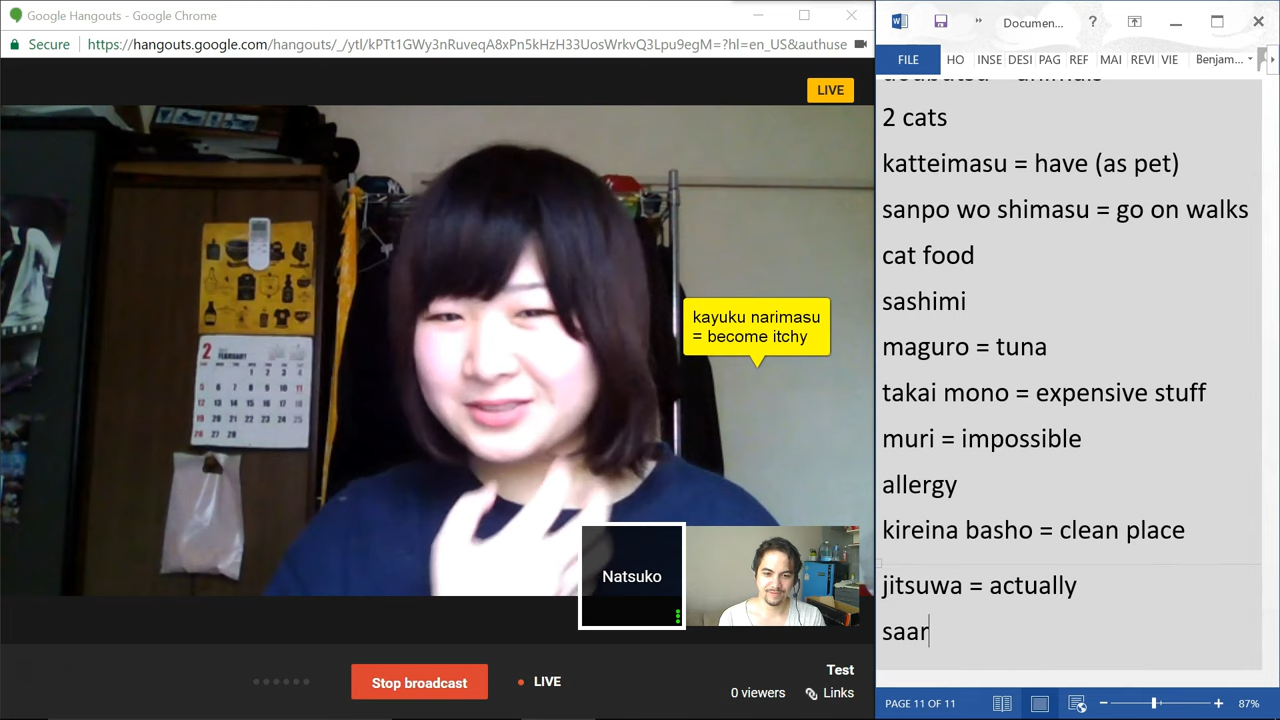 Google Hangouts - Google Chrome
Secure
https://hangouts.google.com/hangouts/_/ytl/kPTt1GWy3nRuveqA8xPn5kHzH33UcsWrkvQ3Lpu9egM=?hl=en_US&authuse
LIVE
2 FEBRUARY
kayuku narimasu
= become itchy
Natsuko
Stop broadcast
LIVE
Test
0 viewers
Links
Documen...
FILE HO INSE DESI PAG REF MAI REVI VIE Benjam...
2 cats
katteimasu = have (as pet)
sanpo wo shimasu = go on walks
cat food
sashimi
maguro = tuna
takai mono = expensive stuff
muri = impossible
allergy
kireina basho = clean place
jitsuwa = actually
saar
PAGE 11 OF 11
87%